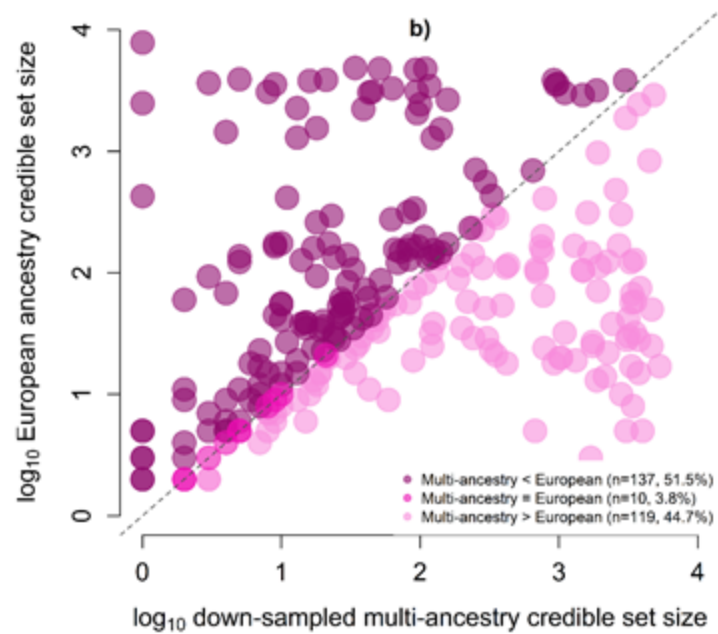 b)
log10 European ancestry credible set size
4
3
2
1
0
Multi-ancestry < European (n=137, 51.5%)
Multi-ancestry = European (n=10, 3.8%)
Multi-ancestry > European (n=119, 44.7%)
0 1 2 3 4
log10 down-sampled multi-ancestry credible set size